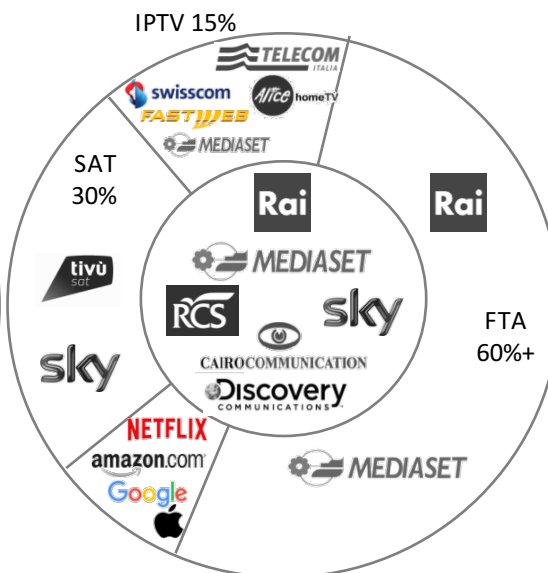 IPTV 15%
TELECOM
ITALIA
swisscom
Alice homeTV
FASTWEB
MEDIASET
SAT
30%
Rai
Rai
tivù
sat
MEDIASET
RCS
sky
FTA
60%+
sky
CAIROCOMMUNICATION
Discovery
COMMUNICATIONS™
NETFLIX
amazon.com
Google
MEDIASET